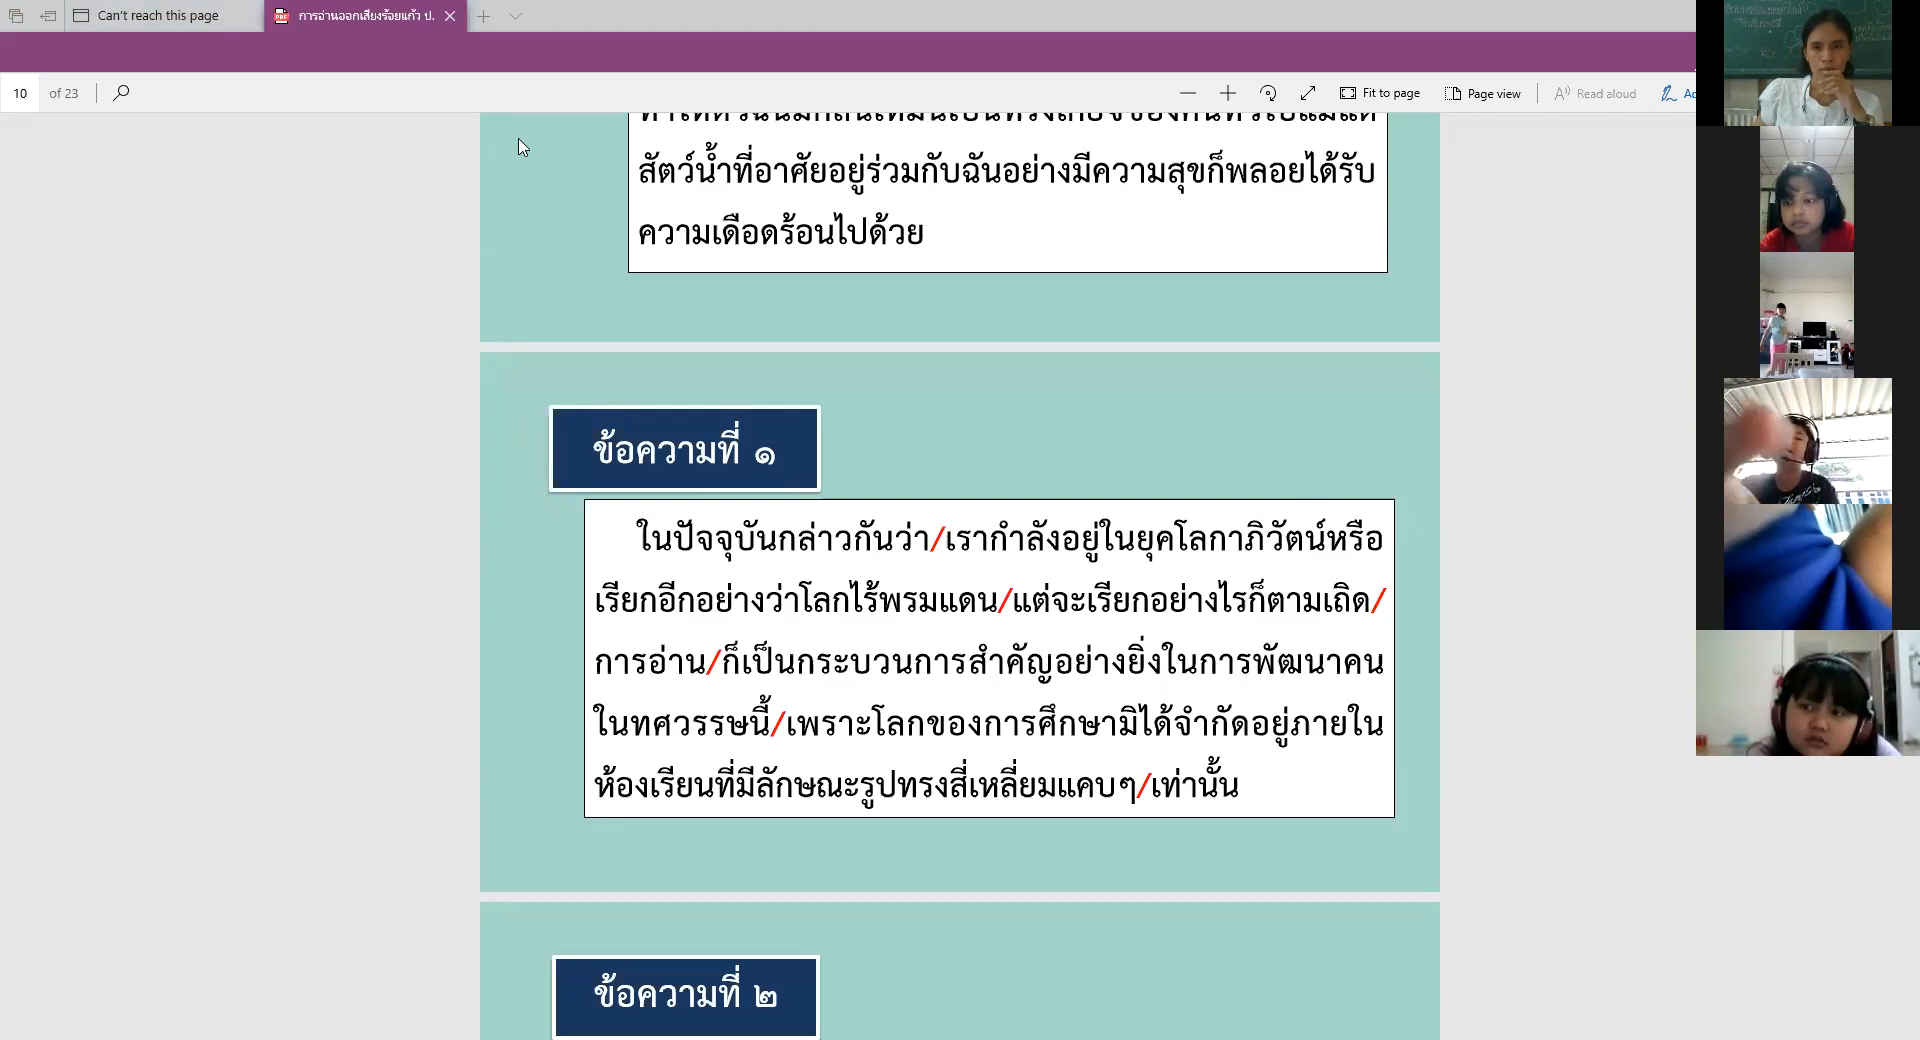 Can't reach this page
การอ่านออกเสียงร้อยแก้ว ป.
10 of 23
Fit to page
Page view
Read aloud
สัตว์น้ำที่อาศัยอยู่ร่วมกับฉันอย่างมีความสุขก็พลอยได้รับ
ความเดือดร้อนไปด้วย
ข้อความที่ ๑
ในปัจจุบันกล่าวกันว่า/เรากำลังอยู่ในยุคโลกาภิวัตน์หรือ
เรียกอีกอย่างว่าโลกไร้พรมแดน/แต่จะเรียกอย่างไรก็ตามเถิด/
การอ่าน/ก็เป็นกระบวนการสำคัญอย่างยิ่งในการพัฒนาคน
ในทศวรรษนี้/เพราะโลกของการศึกษามิได้จำกัดอยู่ภายใน
ห้องเรียนที่มีลักษณะรูปทรงสี่เหลี่ยมแคบๆ/เท่านั้น
ข้อความที่ ๒